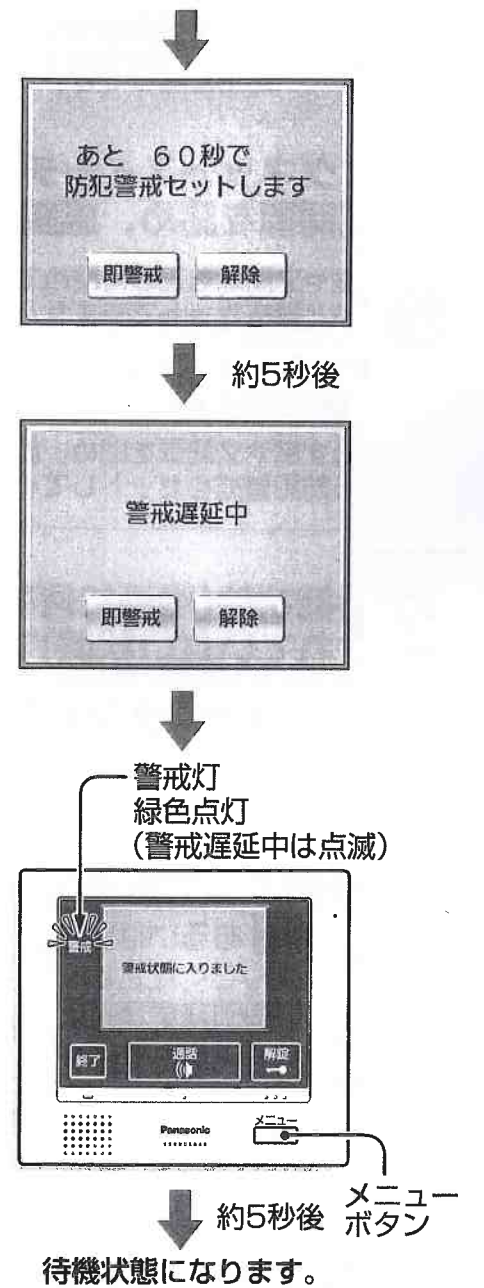 あと 60秒で
防犯警戒セットします
即警戒 解除
約5秒後
警戒遅延中
即警戒 解除
警戒灯
緑色点灯
(警戒遅延中は点滅)
警戒
警戒状態に入りました
終了 通話 解錠
Panasonic
メニュー
約5秒後
メニュー
ボタン
待機状態になります。